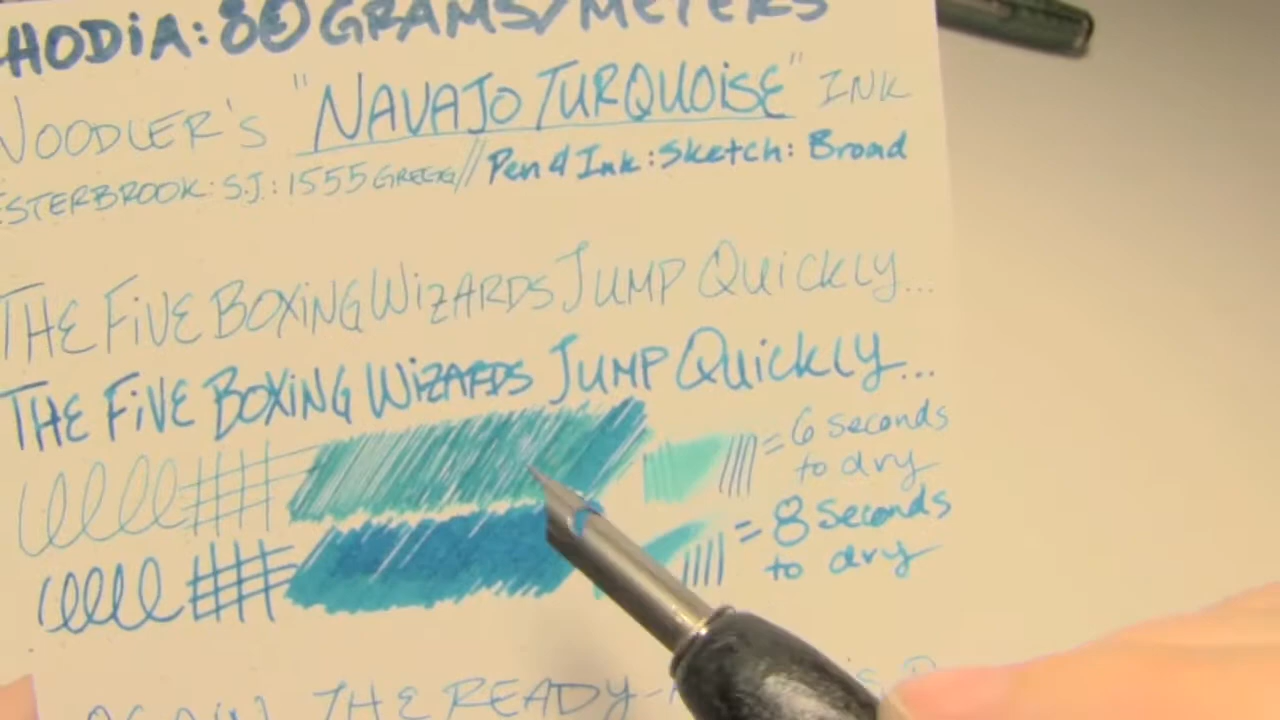 HODiA: 80 GRAMS/METERS
NOODLER'S "NAVAJO TURQUOiSE" INK
ESTERBROOK: S.J.: 1555 GREGG// Pen & Ink: Sketch: Broad
THE FiVE BOXiNG WiZARDS JUMP QuickLy...
THE FiVE BOXiNG WiZARDS JUMP QuickLy...
= 6 seconds
to dry
= 8 Seconds
to dry
AGAIN THE READY-